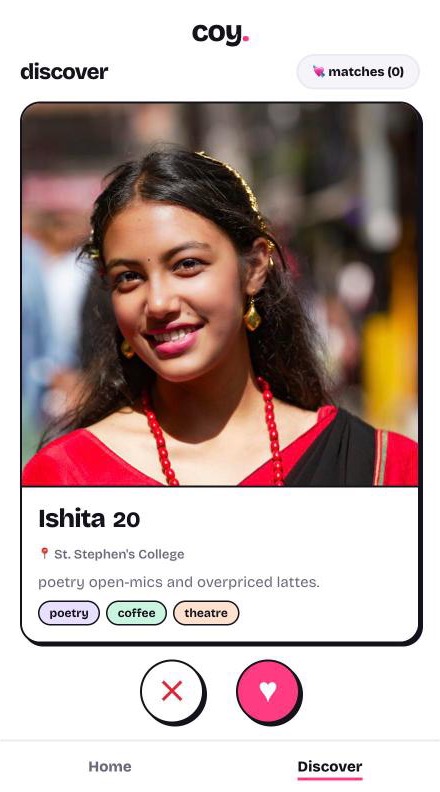 coy.
discover
💘 matches (0)
Ishita 20
📍 St. Stephen's College
poetry open-mics and overpriced lattes.
poetry coffee theatre
Home Discover